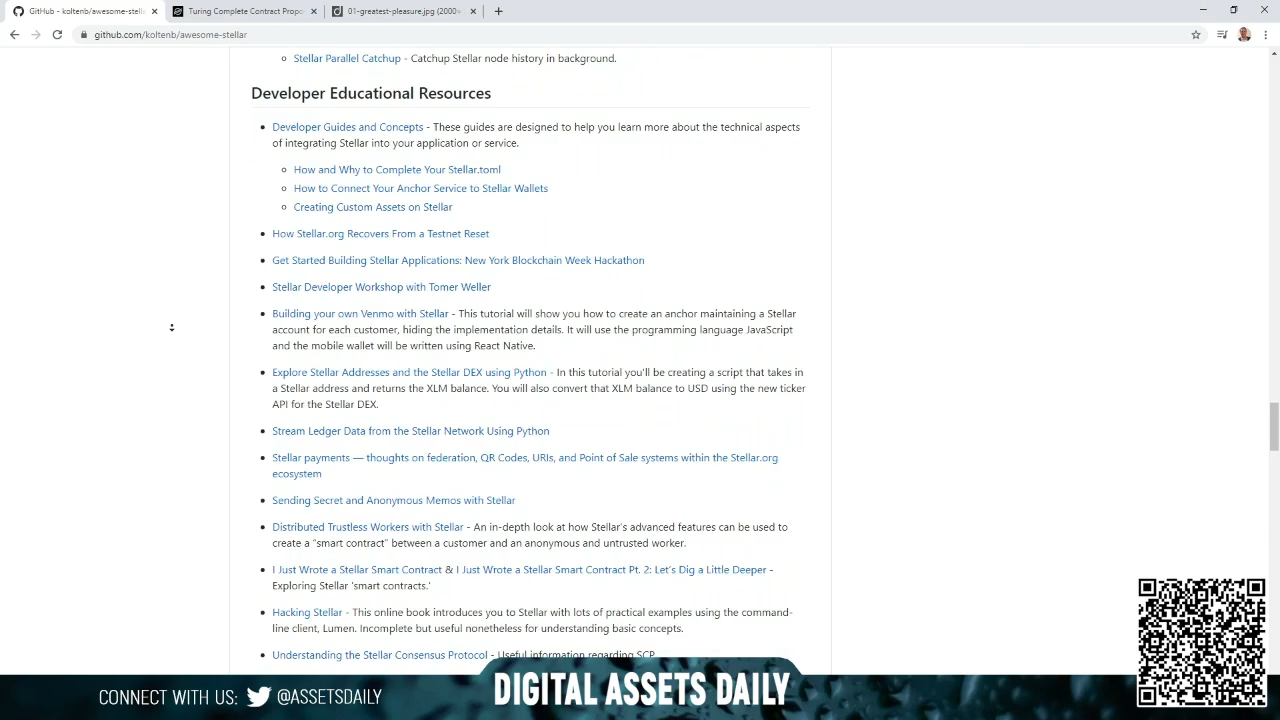 GitHub - koltenb/awesome-stella
Turing Complete Contract Propo
01-greatest-pleasure.jpg (2000×
github.com/koltenb/awesome-stellar
Stellar Parallel Catchup - Catchup Stellar node history in background.
Developer Educational Resources
Developer Guides and Concepts - These guides are designed to help you learn more about the technical aspects
of integrating Stellar into your application or service.
How and Why to Complete Your Stellar.toml
How to Connect Your Anchor Service to Stellar Wallets
Creating Custom Assets on Stellar
How Stellar.org Recovers From a Testnet Reset
Get Started Building Stellar Applications: New York Blockchain Week Hackathon
Stellar Developer Workshop with Tomer Weller
Building your own Venmo with Stellar - This tutorial will show you how to create an anchor maintaining a Stellar
account for each customer, hiding the implementation details. It will use the programming language JavaScript
and the mobile wallet will be written using React Native.
Explore Stellar Addresses and the Stellar DEX using Python - In this tutorial you'll be creating a script that takes in
a Stellar address and returns the XLM balance. You will also convert that XLM balance to USD using the new ticker
API for the Stellar DEX.
Stream Ledger Data from the Stellar Network Using Python
Stellar payments — thoughts on federation, QR Codes, URIs, and Point of Sale systems within the Stellar.org
ecosystem
Sending Secret and Anonymous Memos with Stellar
Distributed Trustless Workers with Stellar - An in-depth look at how Stellar's advanced features can be used to
create a "smart contract" between a customer and an anonymous and untrusted worker.
I Just Wrote a Stellar Smart Contract & I Just Wrote a Stellar Smart Contract Pt. 2: Let's Dig a Little Deeper -
Exploring Stellar 'smart contracts.'
Hacking Stellar - This online book introduces you to Stellar with lots of practical examples using the command-
line client, Lumen. Incomplete but useful nonetheless for understanding basic concepts.
Understanding the Stellar Consensus Protocol - Useful information regarding SCP
CONNECT WITH US: @ASSETSDAILY
DIGITAL ASSETS DAILY